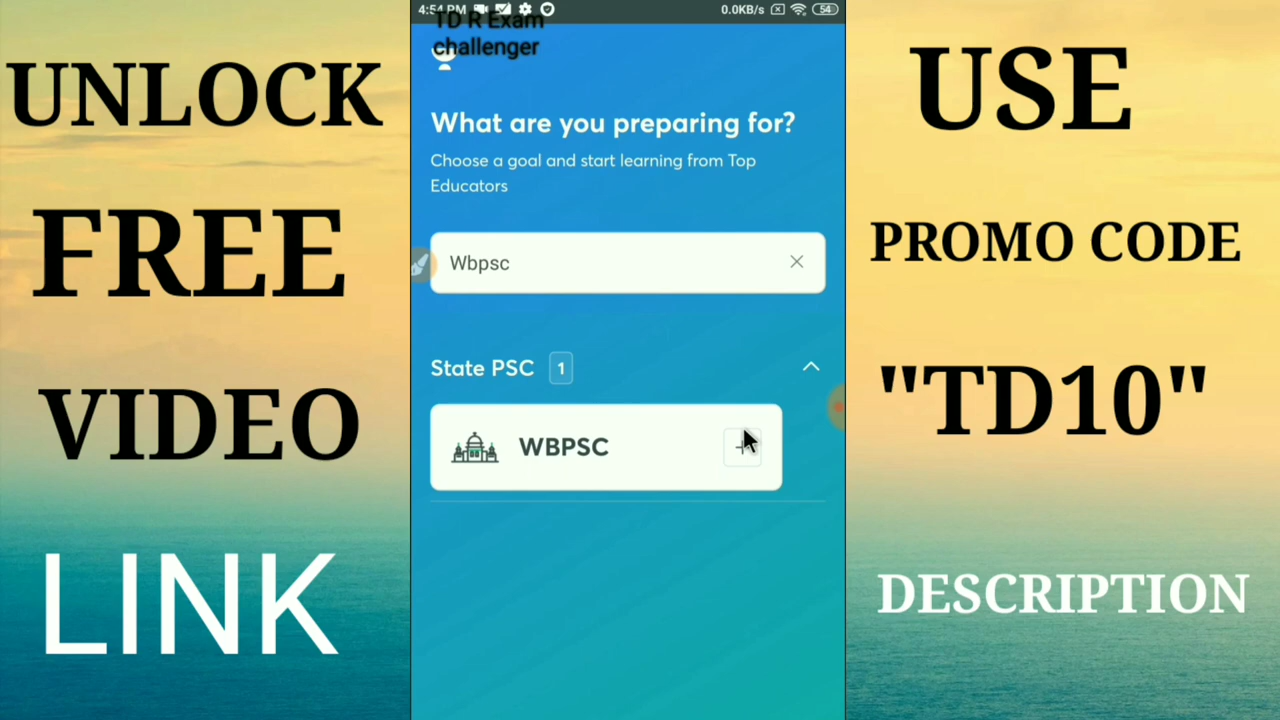 UNLOCK
FREE
VIDEO
LINK
4:54 PM
0.0KB/s
54
TD R Exam
challenger
What are you preparing for?
Choose a goal and start learning from Top
Educators
Wbpsc
State PSC 1
WBPSC
USE
PROMO CODE
"TD10"
DESCRIPTION